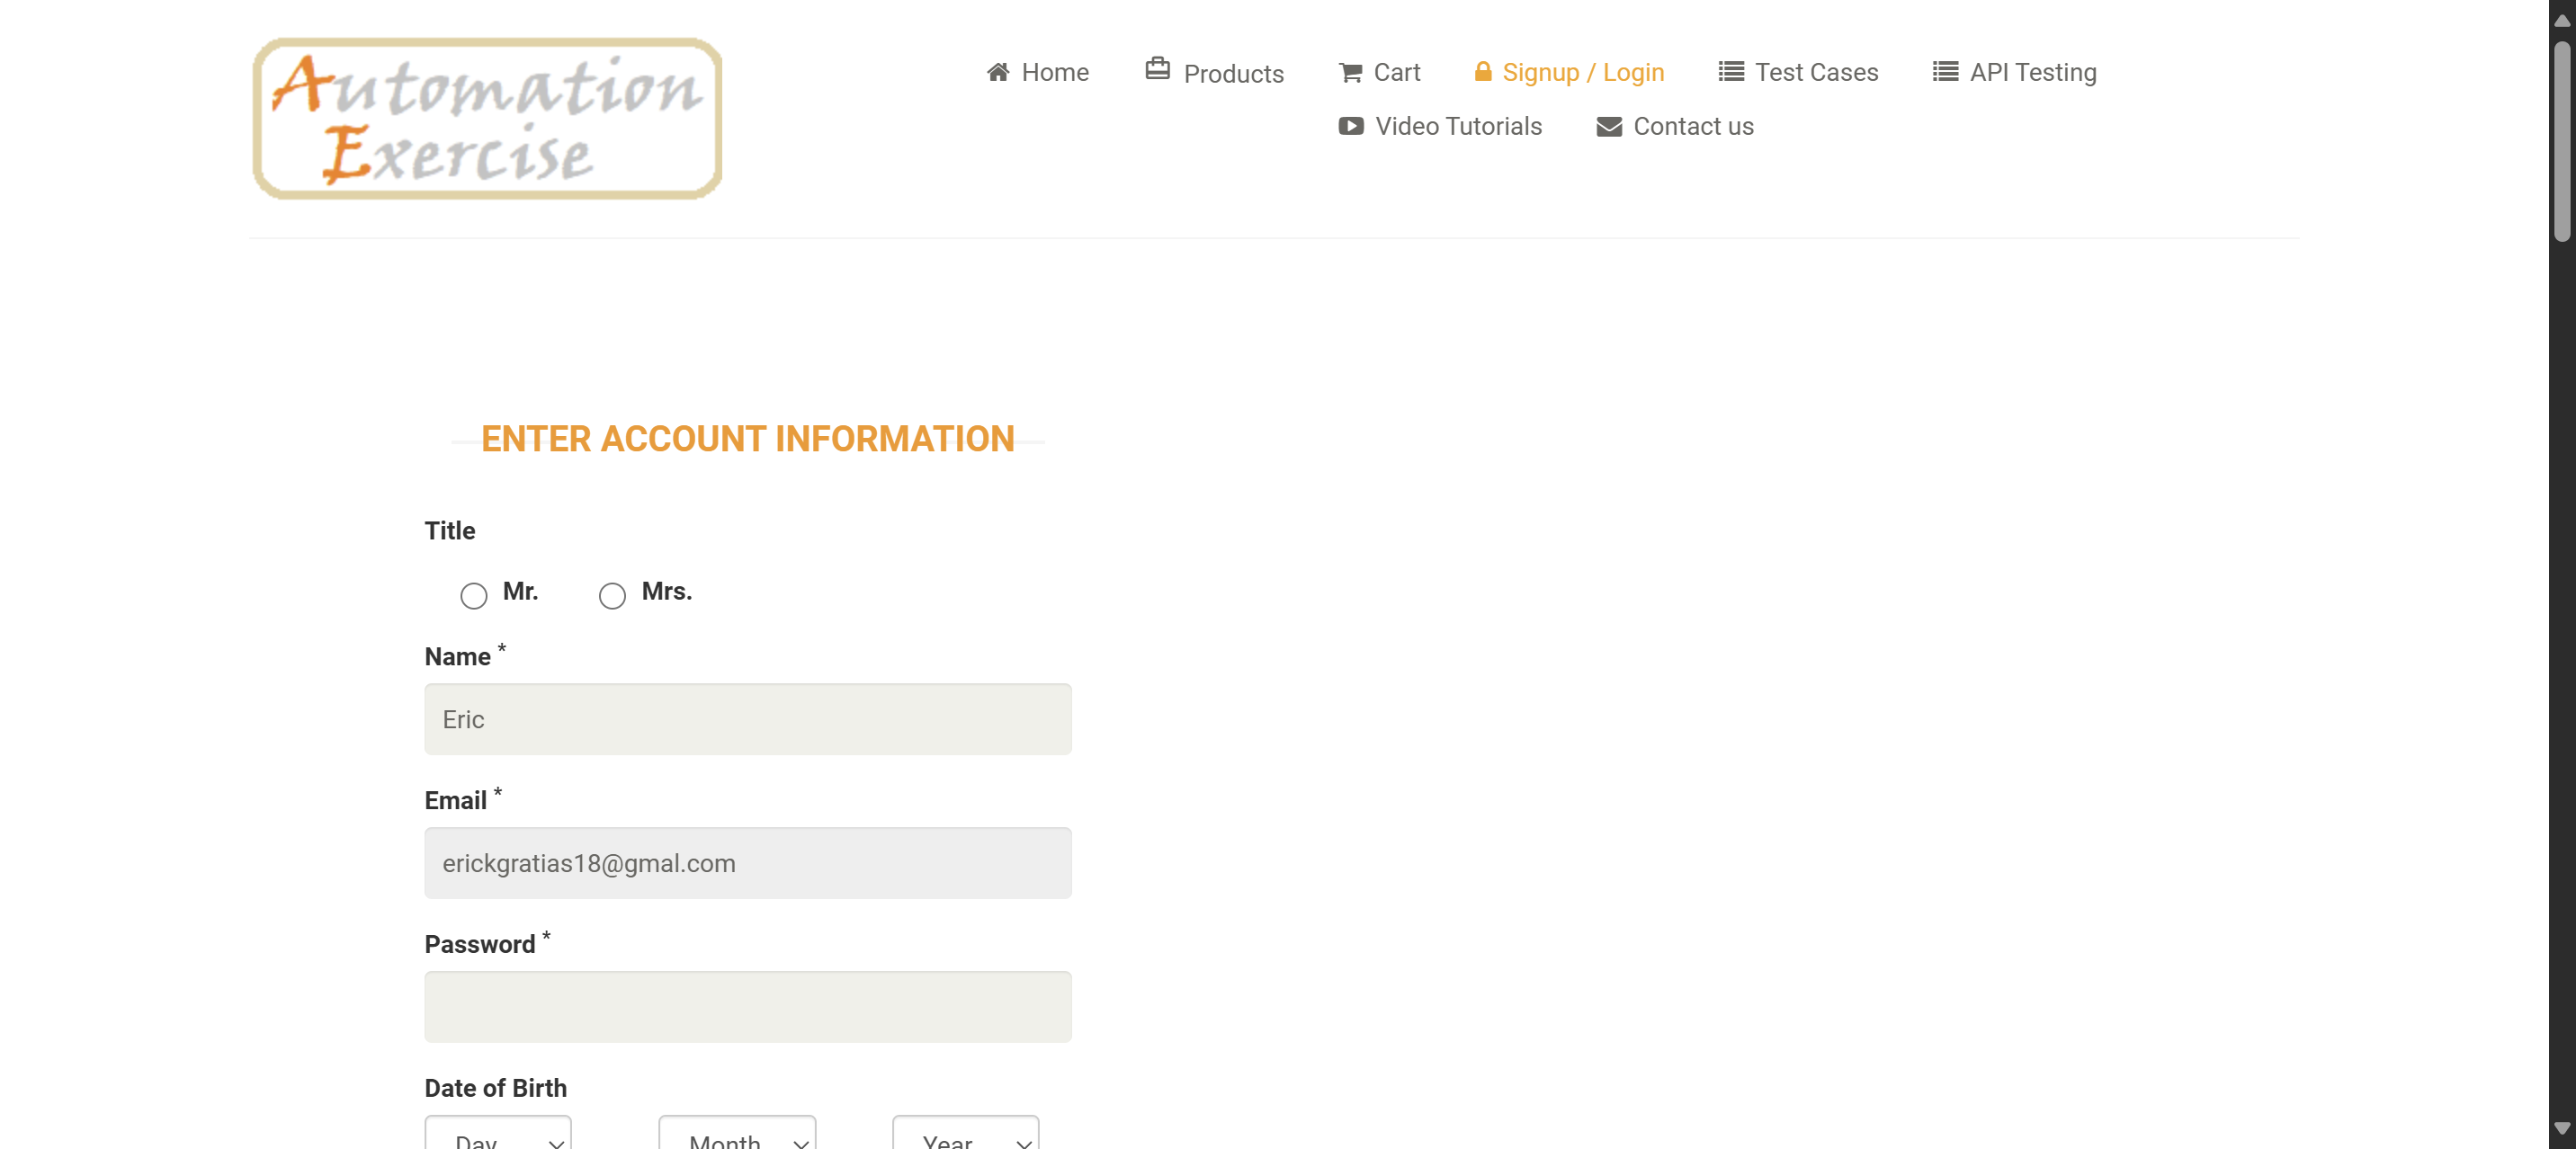 Automation
Exercise
Home
Products
Cart
Signup / Login
Test Cases
API Testing
Video Tutorials
Contact us
ENTER ACCOUNT INFORMATION
Title
Mr. Mrs.
Name *
Eric
Email *
erickgratias18@gmal.com
Password *
Date of Birth
Day Month Year